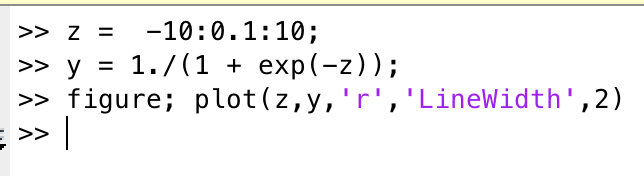 >> z =  -10:0.1:10;
>> y = 1./(1 + exp(-z));
>> figure; plot(z,y,'r','LineWidth',2)
>>